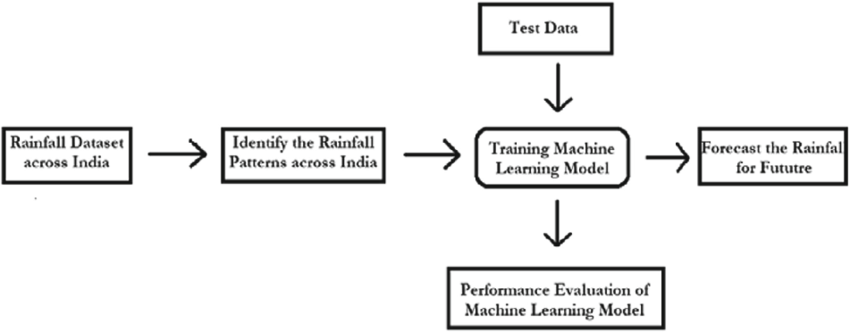 Test Data
Rainfall Dataset
across India
Identify the Rainfall
Patterns across India
Training Machine
Learning Model
Forecast the Rainfal
for Fututre
Performance Evaluation of
Machine Learning Model